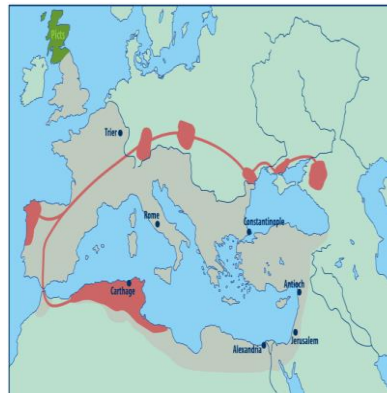 Picts
Trier
Rome
Constantinople
Carthage
Antioch
Jerusalem
Alexandria